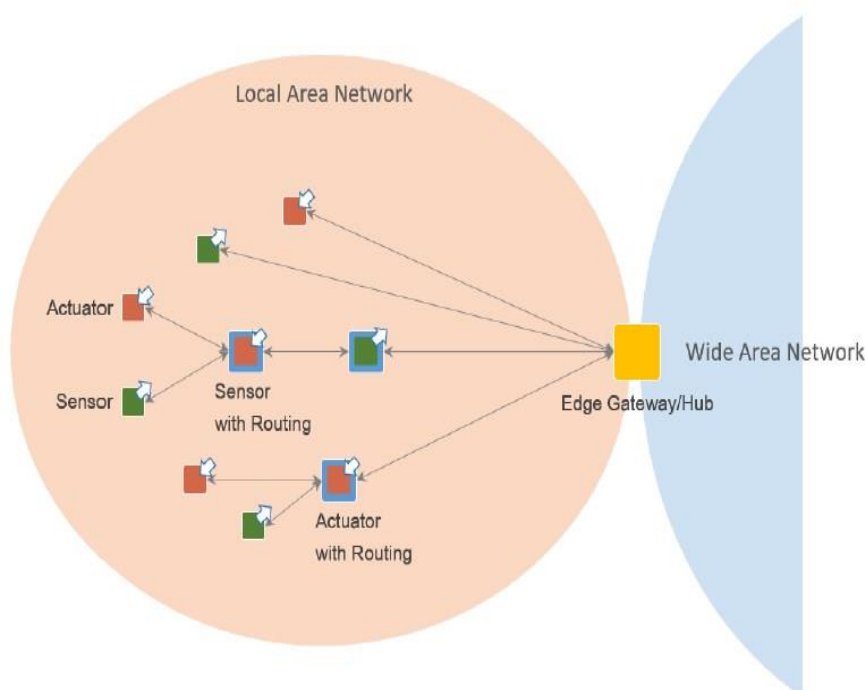 Local Area Network
Actuator
Wide Area Network
Sensor
Sensor
with Routing
Edge Gateway/Hub
Actuator
with Routing